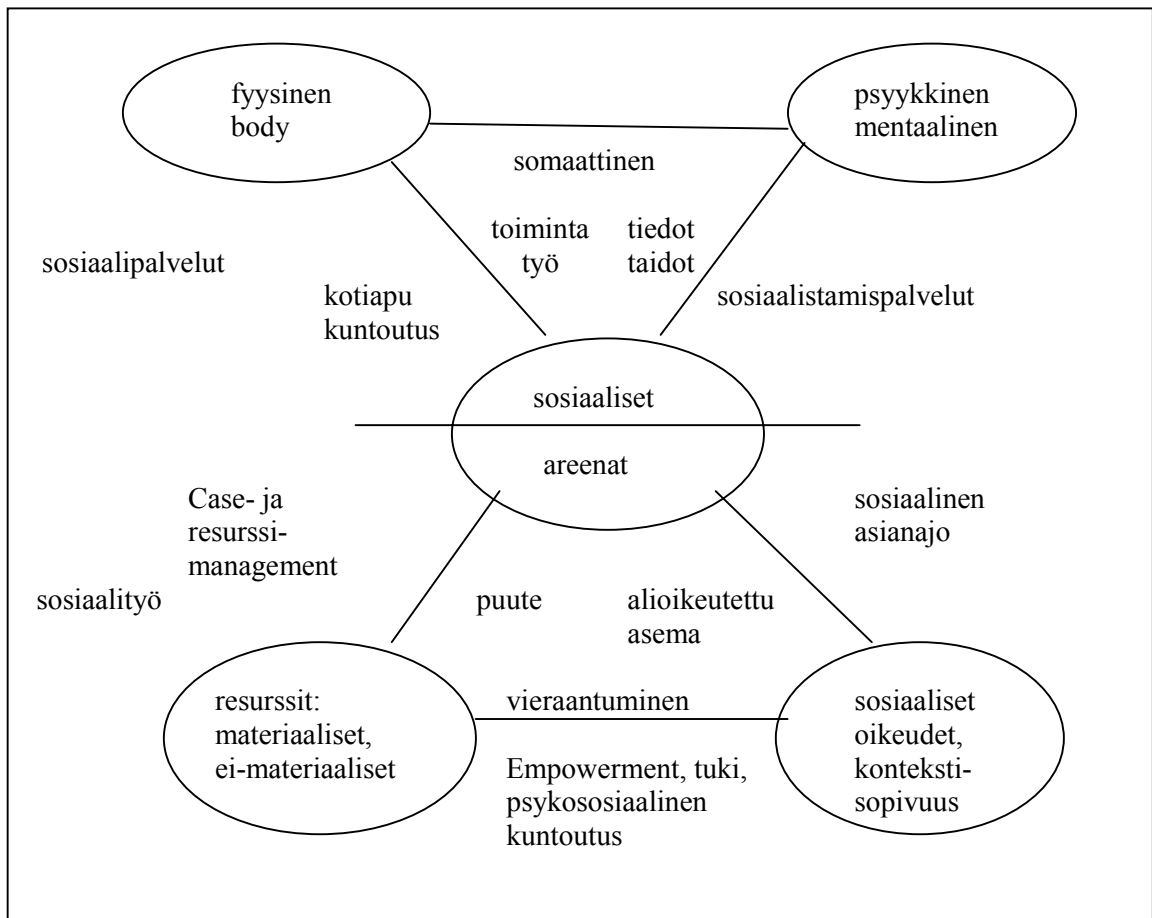 fyysinen
body
psyykkinen
mentaalinen
somaattinen
toiminta
työ
tiedot
taidot
sosiaalipalvelut
kotiapu
kuntoutus
sosiaalistamispalvelut
sosiaaliset
areenat
Case- ja
resurssi-
management
sosiaalinen
asianajo
sosiaalityö
puute
alioikeutettu
asema
resurssit:
materiaaliset,
ei-materiaaliset
vieraantuminen
Empowerment, tuki,
psykososiaalinen
kuntoutus
sosiaaliset
oikeudet,
konteksti-
sopivuus